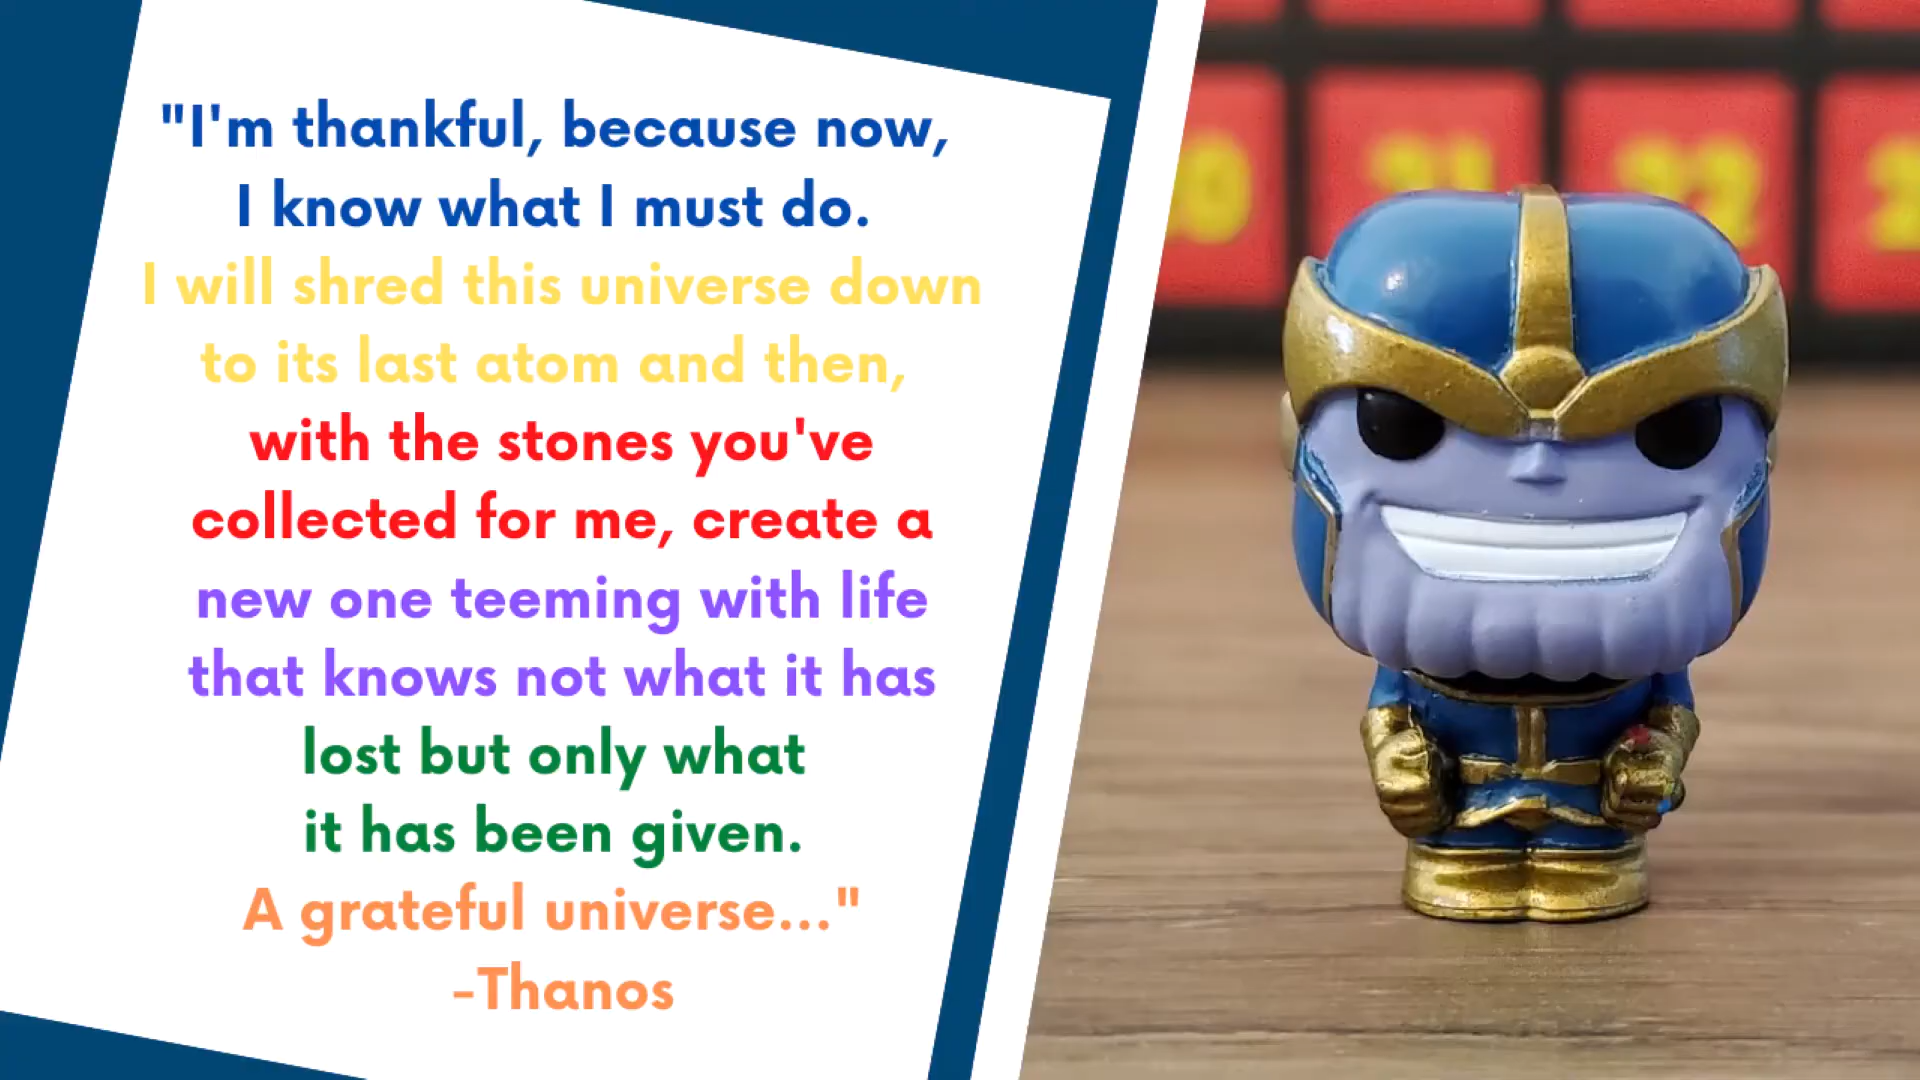 "I'm thankful, because now,
I know what I must do.
I will shred this universe down
to its last atom and then,
with the stones you've
collected for me, create a
new one teeming with life
that knows not what it has
lost but only what
it has been given.
A grateful universe..."
-Thanos
21
22